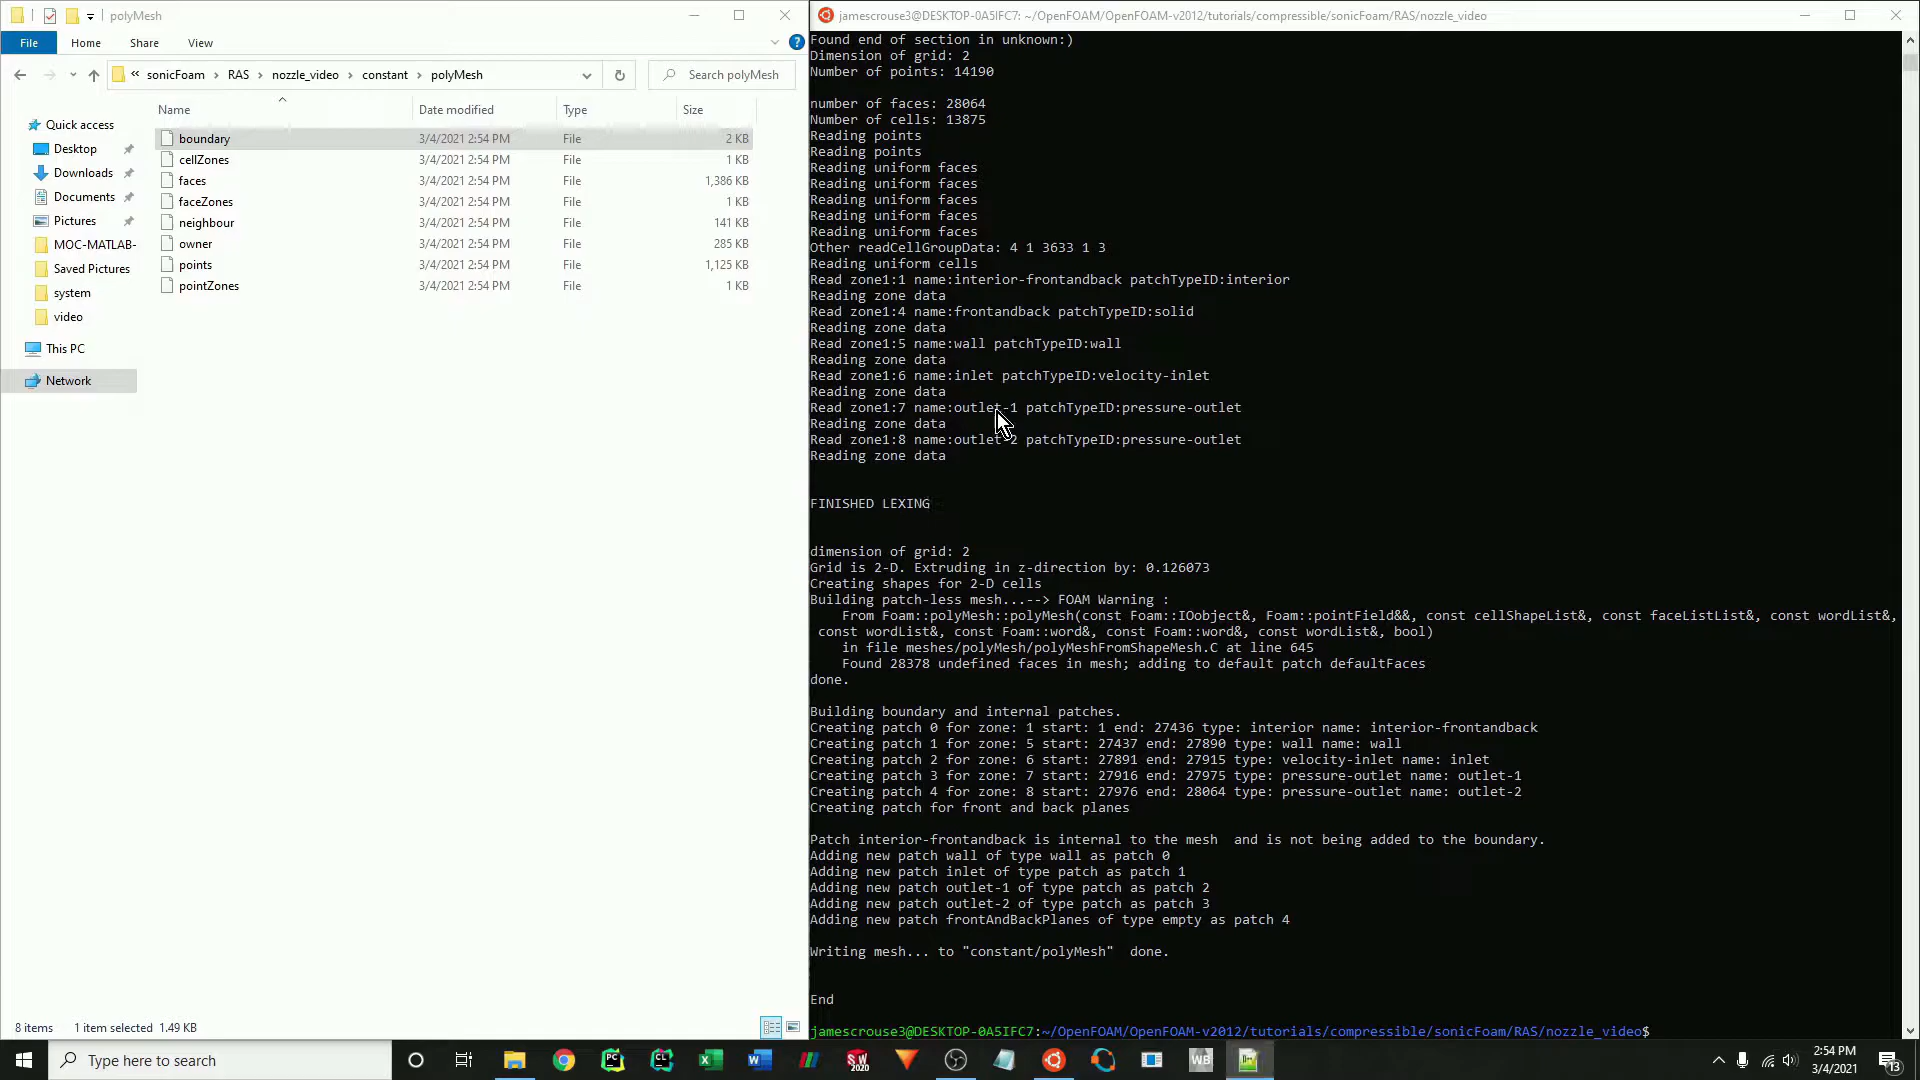 polyMesh
File Home Share View
« sonicFoam › RAS › nozzle_video › constant › polyMesh
Search polyMesh
Name Date modified Type Size
Quick access
Desktop
Downloads
Documents
Pictures
MOC-MATLAB-
Saved Pictures
system
video
This PC
Network
boundary 3/4/2021 2:54 PM File 2 KB
cellZones 3/4/2021 2:54 PM File 1 KB
faces 3/4/2021 2:54 PM File 1,386 KB
faceZones 3/4/2021 2:54 PM File 1 KB
neighbour 3/4/2021 2:54 PM File 141 KB
owner 3/4/2021 2:54 PM File 285 KB
points 3/4/2021 2:54 PM File 1,125 KB
pointZones 3/4/2021 2:54 PM File 1 KB
8 items 1 item selected 1.49 KB
jamescrouse3@DESKTOP-0A5IFC7: ~/OpenFOAM/OpenFOAM-v2012/tutorials/compressible/sonicFoam/RAS/nozzle_video
Found end of section in unknown:)
Dimension of grid: 2
Number of points: 14190
number of faces: 28064
Number of cells: 13875
Reading points
Reading points
Reading uniform faces
Reading uniform faces
Reading uniform faces
Reading uniform faces
Reading uniform faces
Other readCellGroupData: 4 1 3633 1 3
Reading uniform cells
Read zone1:1 name:interior-frontandback patchTypeID:interior
Reading zone data
Read zone1:4 name:frontandback patchTypeID:solid
Reading zone data
Read zone1:5 name:wall patchTypeID:wall
Reading zone data
Read zone1:6 name:inlet patchTypeID:velocity-inlet
Reading zone data
Read zone1:7 name:outlet-1 patchTypeID:pressure-outlet
Reading zone data
Read zone1:8 name:outlet-2 patchTypeID:pressure-outlet
Reading zone data
FINISHED LEXING
dimension of grid: 2
Grid is 2-D. Extruding in z-direction by: 0.126073
Creating shapes for 2-D cells
Building patch-less mesh...--> FOAM Warning :
From Foam::polyMesh::polyMesh(const Foam::IOobject&, Foam::pointField&&, const cellShapeList&, const faceListList&, const wordList&,
const wordList&, const Foam::word&, const Foam::word&, const wordList&, bool)
in file meshes/polyMesh/polyMeshFromShapeMesh.C at line 645
Found 28378 undefined faces in mesh; adding to default patch defaultFaces
done.
Building boundary and internal patches.
Creating patch 0 for zone: 1 start: 1 end: 27436 type: interior name: interior-frontandback
Creating patch 1 for zone: 5 start: 27437 end: 27890 type: wall name: wall
Creating patch 2 for zone: 6 start: 27891 end: 27915 type: velocity-inlet name: inlet
Creating patch 3 for zone: 7 start: 27916 end: 27975 type: pressure-outlet name: outlet-1
Creating patch 4 for zone: 8 start: 27976 end: 28064 type: pressure-outlet name: outlet-2
Creating patch for front and back planes
Patch interior-frontandback is internal to the mesh  and is not being added to the boundary.
Adding new patch wall of type wall as patch 0
Adding new patch inlet of type patch as patch 1
Adding new patch outlet-1 of type patch as patch 2
Adding new patch outlet-2 of type patch as patch 3
Adding new patch frontAndBackPlanes of type empty as patch 4
Writing mesh... to "constant/polyMesh"  done.
End
jamescrouse3@DESKTOP-0A5IFC7:~/OpenFOAM/OpenFOAM-v2012/tutorials/compressible/sonicFoam/RAS/nozzle_video$
Type here to search
PC CL X W SW 2020 WB
2:54 PM
3/4/2021
13